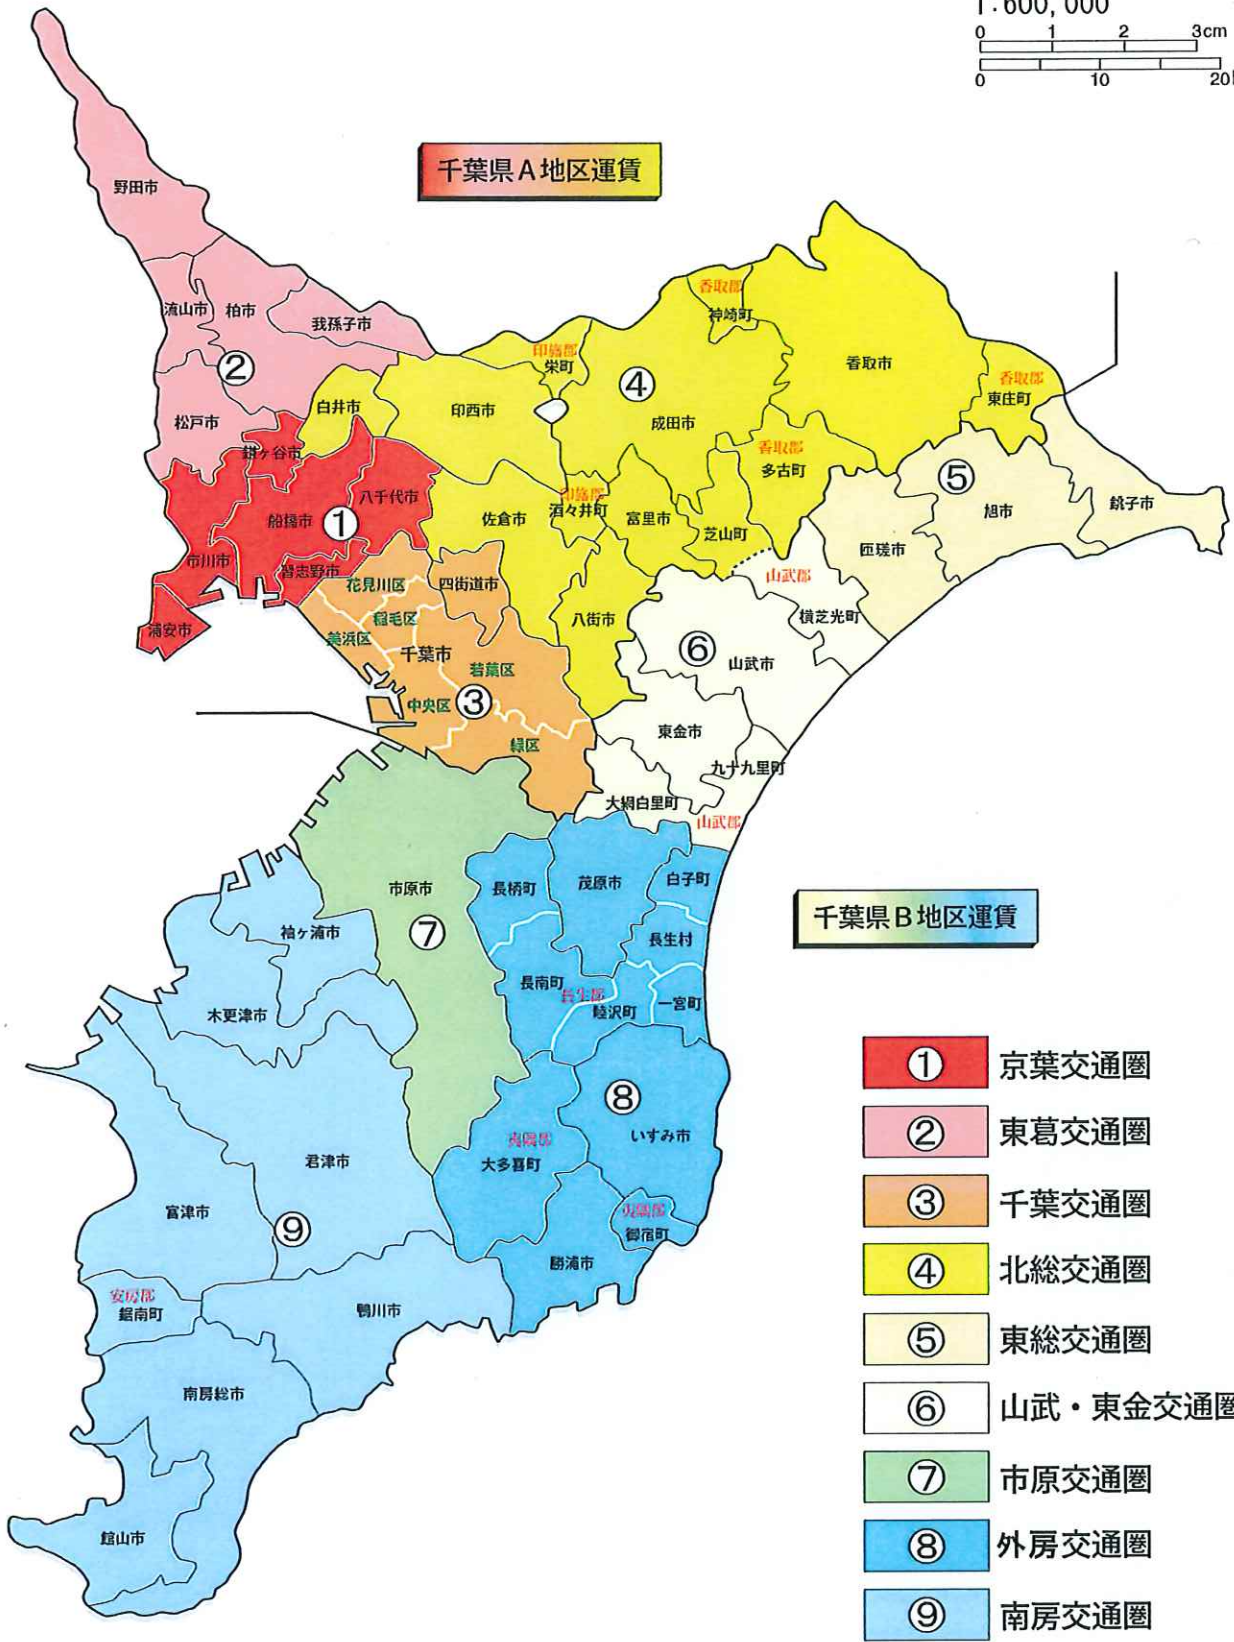 1:600,000
0 1 2 3cm
0 10 20
千葉県A地区運賃
野田市
流山市
柏市
我孫子市
②
松戸市
香取郡
神崎町
印旛郡
栄町
④
香取市
香取郡
東庄町
白井市
印西市
成田市
鎌ヶ谷市
香取郡
多古町
⑤
八千代市
船橋市
①
佐倉市
印旛郡
酒々井町
富里市
芝山町
旭市
銚子市
匝瑳市
市川市
習志野市
花見川区
四街道市
山武郡
横芝光町
浦安市
稲毛区
美浜区
千葉市
若葉区
八街市
⑥
山武市
中央区
③
緑区
東金市
九十九里町
大網白里町
山武郡
市原市
⑦
長柄町
茂原市
白子町
千葉県B地区運賃
袖ヶ浦市
長生村
長南町
長生郡
睦沢町
一宮町
木更津市
⑧
いすみ市
夷隅郡
大多喜町
君津市
富津市
⑨
夷隅郡
御宿町
勝浦市
安房郡
鋸南町
鴨川市
南房総市
館山市
① 京葉交通圏
② 東葛交通圏
③ 千葉交通圏
④ 北総交通圏
⑤ 東総交通圏
⑥ 山武・東金交通圏
⑦ 市原交通圏
⑧ 外房交通圏
⑨ 南房交通圏